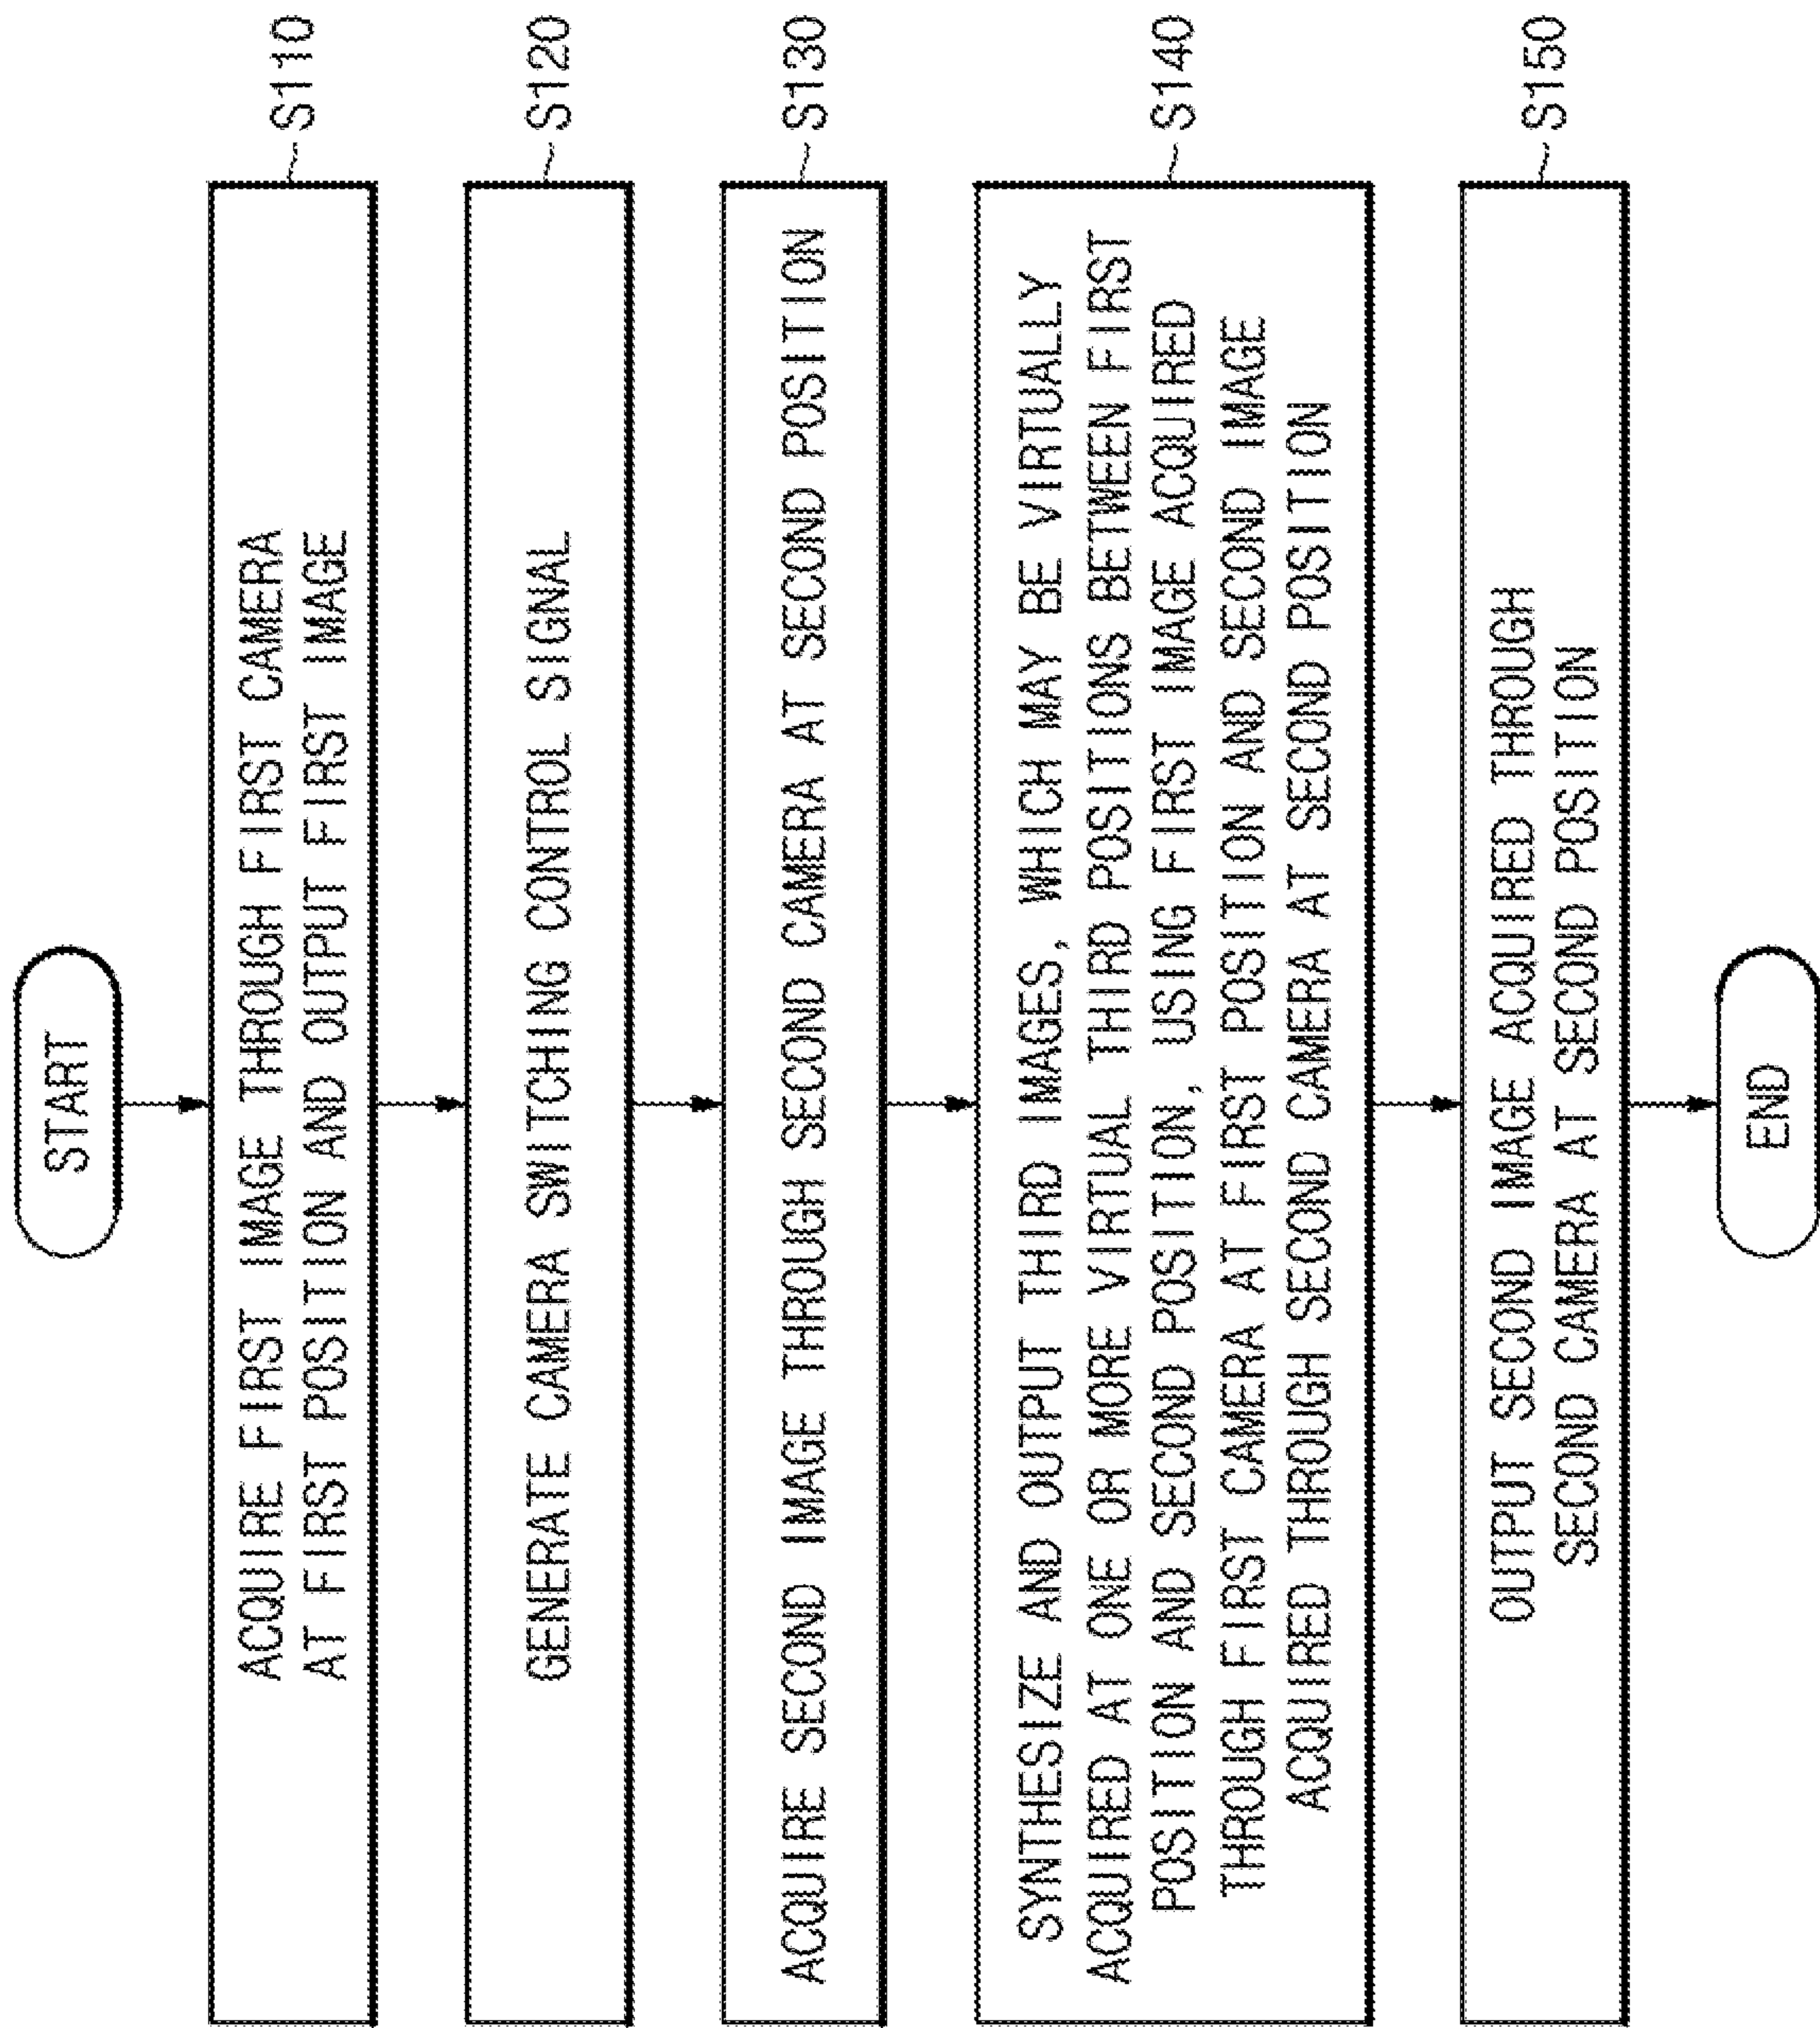 START
ACQUIRE FIRST IMAGE THROUGH FIRST CAMERA
AT FIRST POSITION AND OUTPUT FIRST IMAGE
S110
GENERATE CAMERA SWITCHING CONTROL SIGNAL
S120
ACQUIRE SECOND IMAGE THROUGH SECOND CAMERA AT SECOND POSITION
S130
SYNTHESIZE AND OUTPUT THIRD IMAGES, WHICH MAY BE VIRTUALLY
ACQUIRED AT ONE OR MORE VIRTUAL THIRD POSITIONS BETWEEN FIRST
POSITION AND SECOND POSITION, USING FIRST IMAGE ACQUIRED
THROUGH FIRST CAMERA AT FIRST POSITION AND SECOND IMAGE
ACQUIRED THROUGH SECOND CAMERA AT SECOND POSITION
S140
OUTPUT SECOND IMAGE ACQUIRED THROUGH
SECOND CAMERA AT SECOND POSITION
S150
END